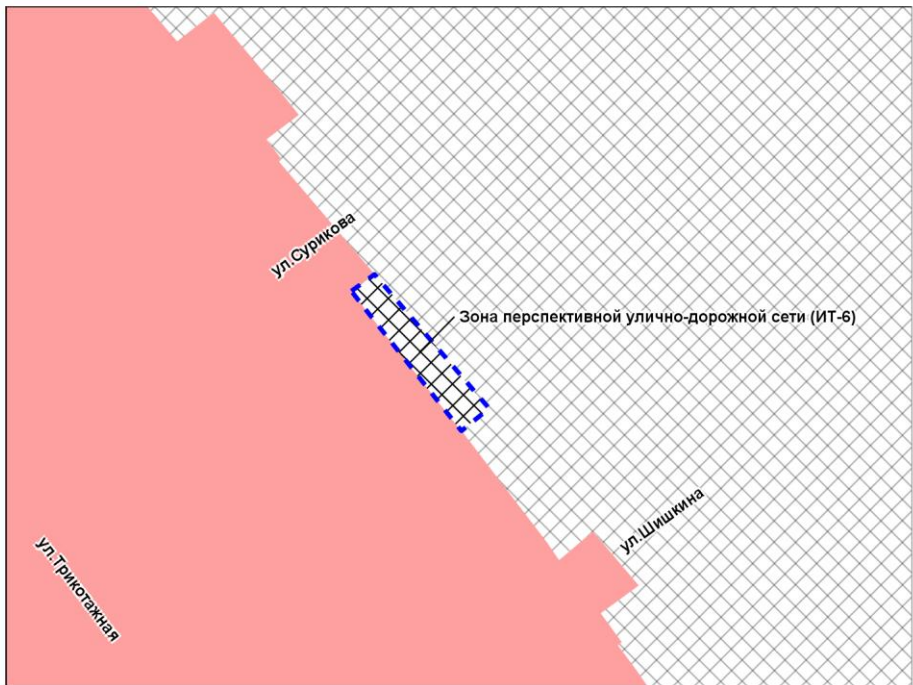 ул.Сурикова
Зона перспективной улично-дорожной сети (ИТ-6)
ул.Шишкина
ул.Трикотажная